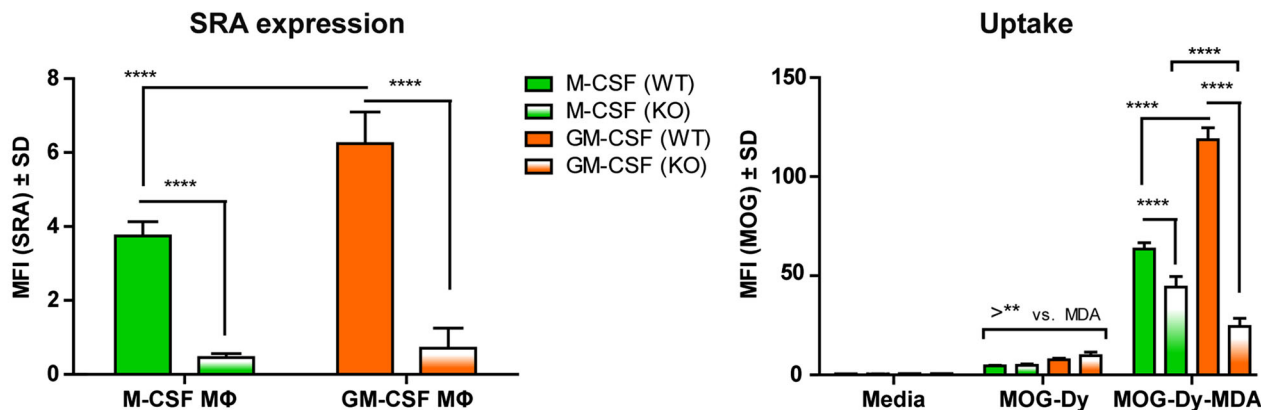 SRA expression
MFI (SRA) ± SD
8
6
4
2
0
****
****
****
M-CSF MΦ
GM-CSF MΦ
M-CSF (WT)
M-CSF (KO)
GM-CSF (WT)
GM-CSF (KO)
Uptake
MFI (MOG) ± SD
150
100
50
0
>** vs. MDA
****
****
****
****
Media
MOG-Dy
MOG-Dy-MDA